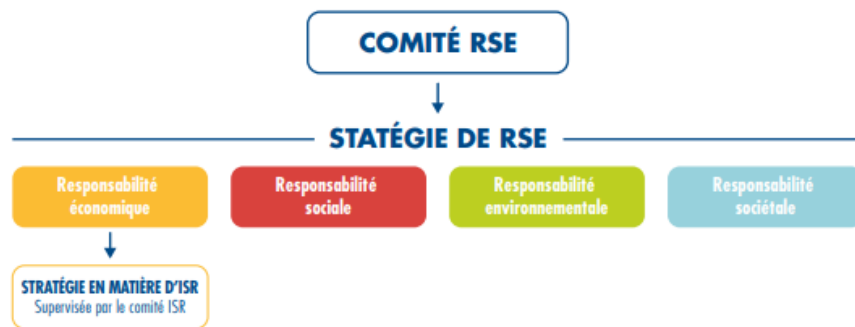 COMITÉ RSE
STATÉGIE DE RSE
Responsabilité
économique
Responsabilité
sociale
Responsabilité
environnementale
Responsabilité
sociétale
STRATÉGIE EN MATIÈRE D'ISR
Supervisée par le comité ISR